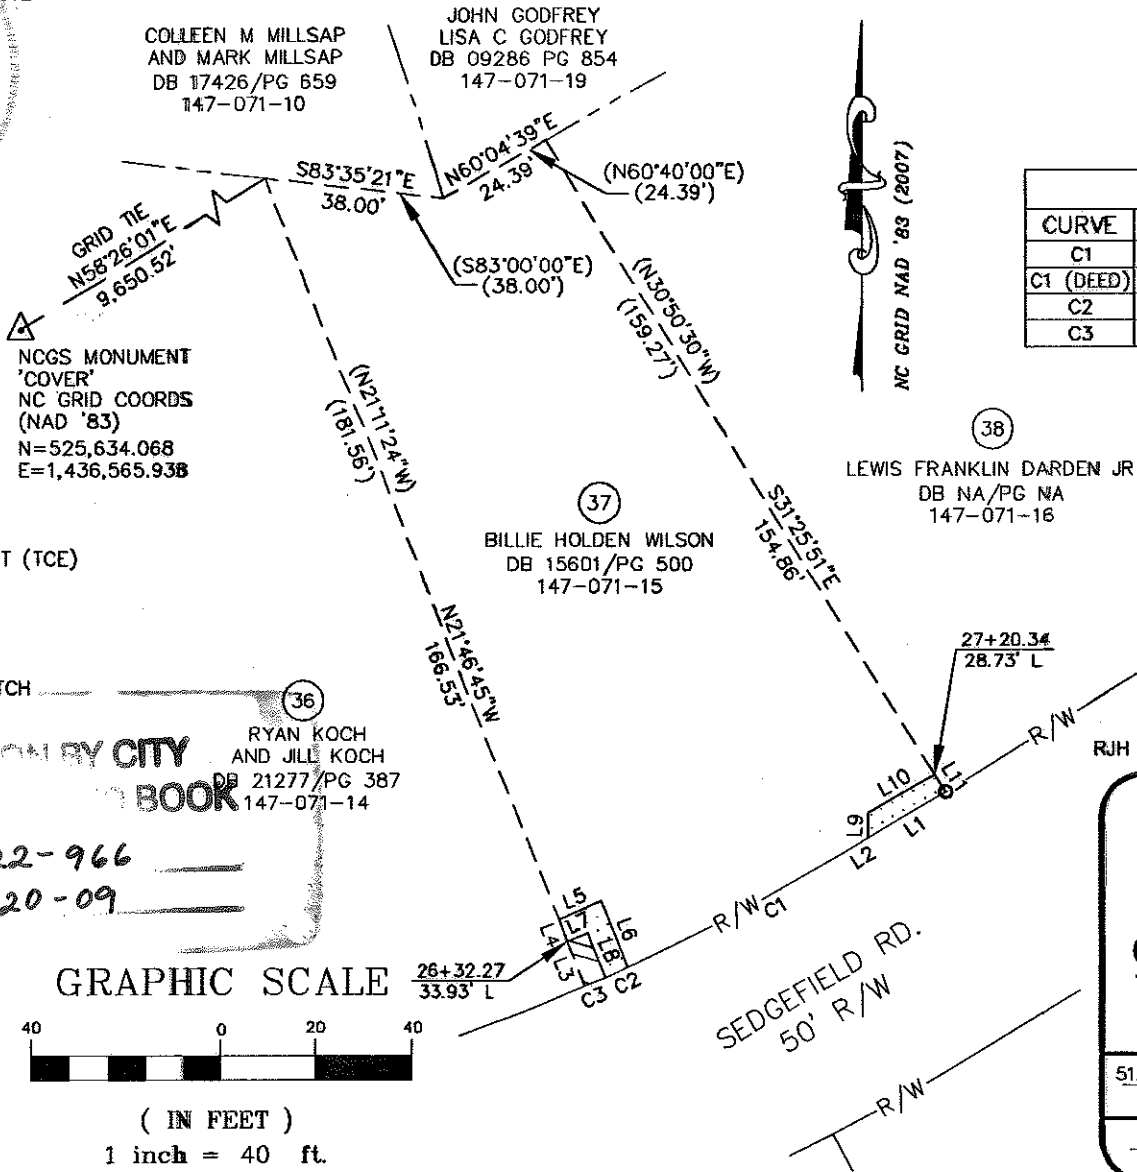 COLLEEN M MILLSAP
AND MARK MILLSAP
DB 17426/PG 659
147-071-10
JOHN GODFREY
LISA C GODFREY
DB 09286 PG 854
147-071-19
S83°35'21"E
38.00'
N60°04'39"E
24.39'
(N60°40'00"E)
(24.39')
(S83°00'00"E)
(38.00')
GRID TIE
N58°26'01"E
9,650.52'
NCGS MONUMENT
'COVER'
NC GRID COORDS
(NAD '83)
N=525,634.068
E=1,436,565.938
NC GRID NAD '83 (2007)
CURVE
C1
C1 (DEED)
C2
C3
(N21°11'24"W)
(181.56')
(N30°50'30"W)
(159.27')
38
LEWIS FRANKLIN DARDEN JR
DB NA/PG NA
147-071-16
37
BILLIE HOLDEN WILSON
DB 15601/PG 500
147-071-15
S31°25'51"E
154.86'
T (TCE)
N21°46'45"W
166.53'
27+20.34
28.73' L
TCH
36
RYAN KOCH
AND JILL KOCH
DB 21277/PG 387
147-071-14
ON BY CITY
BOOK
22-966
20-09
R/W
RJH
L10
L11
L9
L1
L2
L5
L7
L4
L6
L3
L8
C3
C2
R/W
C1
26+32.27
33.93' L
SEDGEFIELD RD.
50' R/W
R/W
GRAPHIC SCALE
40
0
20
40
( IN FEET )
1 inch = 40 ft.
51